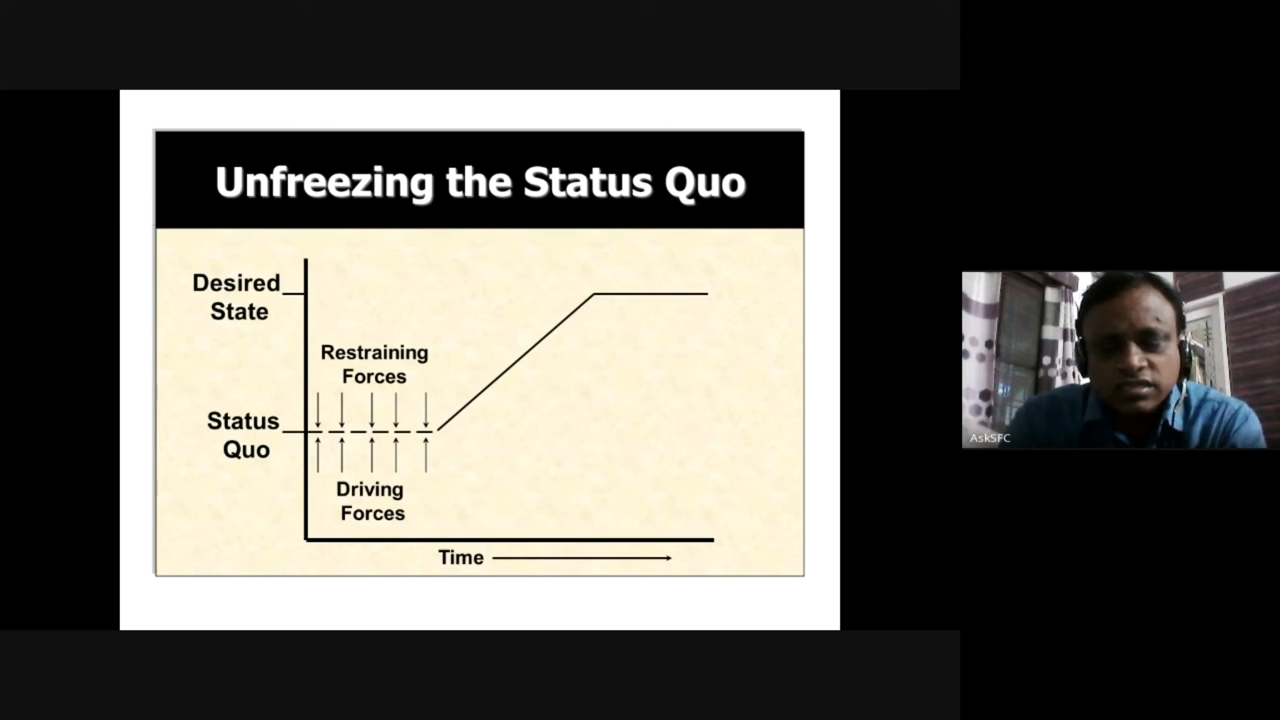 Unfreezing the Status Quo
Desired
State
Restraining
Forces
Status
Quo
Driving
Forces
Time
AskSFC